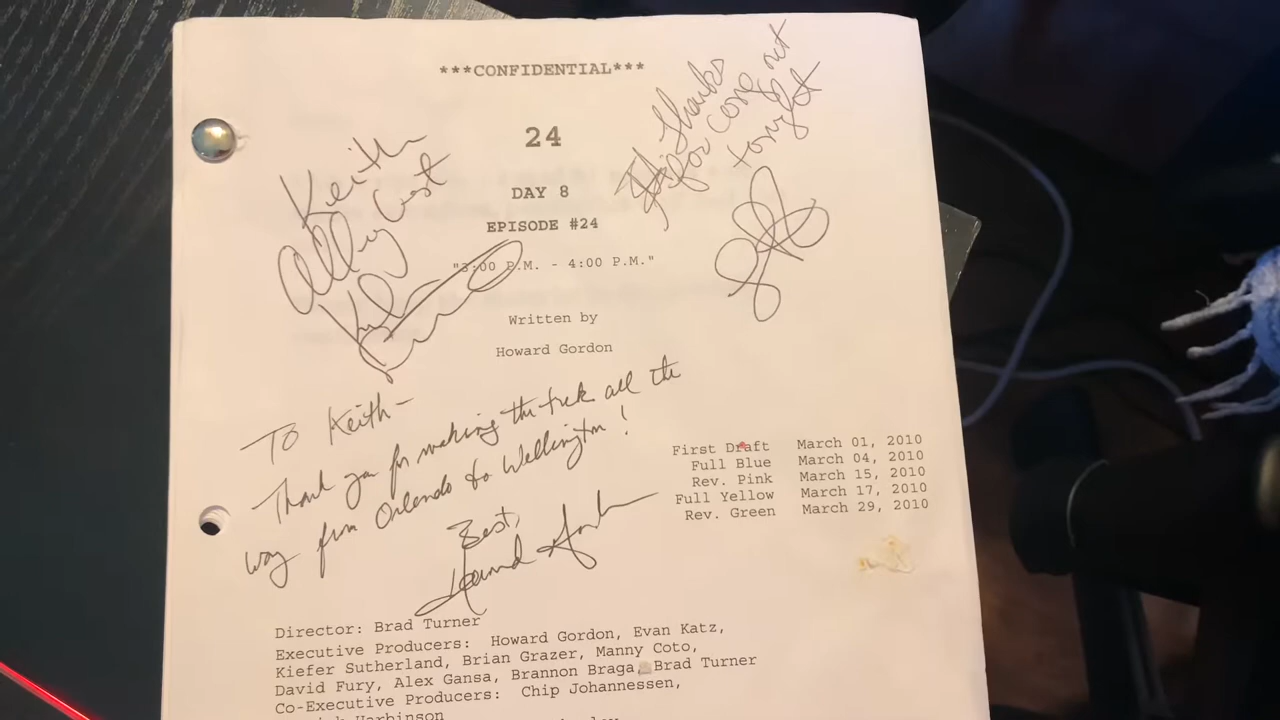 ***CONFIDENTIAL***
24
DAY 8
EPISODE #24
"3:00 P.M. - 4:00 P.M."
Written by
Howard Gordon
Keith
All my best
Thanks
for coming out
tonight
To Keith-
Thank you for making the trek all the
way from Orlando to Wellington!
Best,
Howard Gordon
First Draft March 01, 2010
Full Blue March 04, 2010
Rev. Pink March 15, 2010
Full Yellow March 17, 2010
Rev. Green March 29, 2010
Director: Brad Turner
Executive Producers: Howard Gordon, Evan Katz,
Kiefer Sutherland, Brian Grazer, Manny Coto,
David Fury, Alex Gansa, Brannon Braga, Brad Turner
Co-Executive Producers: Chip Johannessen,
Harbinson